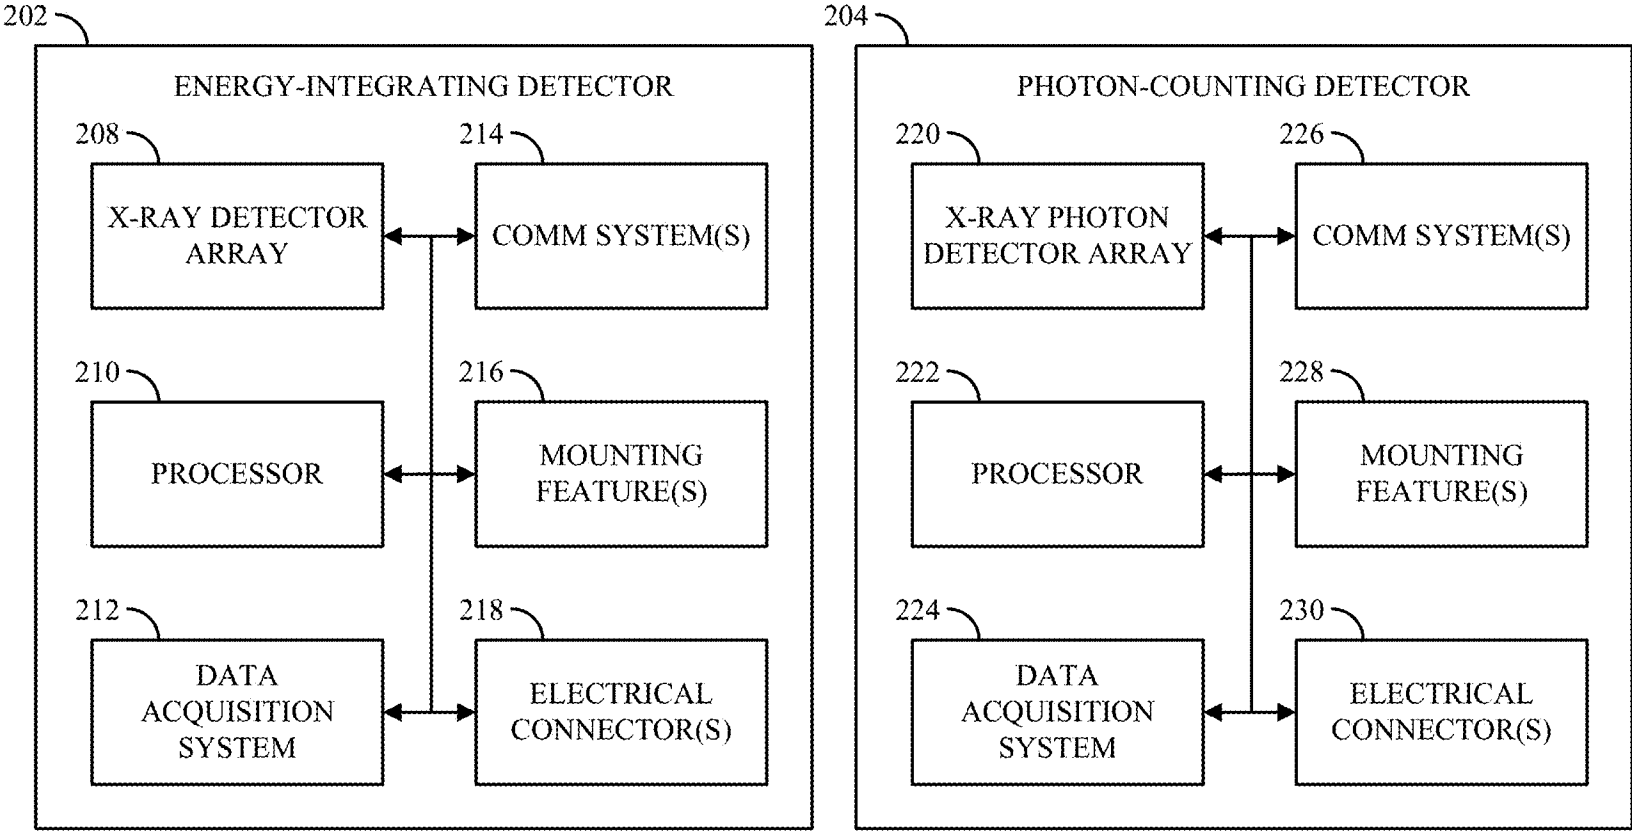 202
ENERGY-INTEGRATING DETECTOR
208
X-RAY DETECTOR
ARRAY
214
COMM SYSTEM(S)
210
PROCESSOR
216
MOUNTING
FEATURE(S)
212
DATA
ACQUISITION
SYSTEM
218
ELECTRICAL
CONNECTOR(S)
204
PHOTON-COUNTING DETECTOR
220
X-RAY PHOTON
DETECTOR ARRAY
226
COMM SYSTEM(S)
222
PROCESSOR
228
MOUNTING
FEATURE(S)
224
DATA
ACQUISITION
SYSTEM
230
ELECTRICAL
CONNECTOR(S)